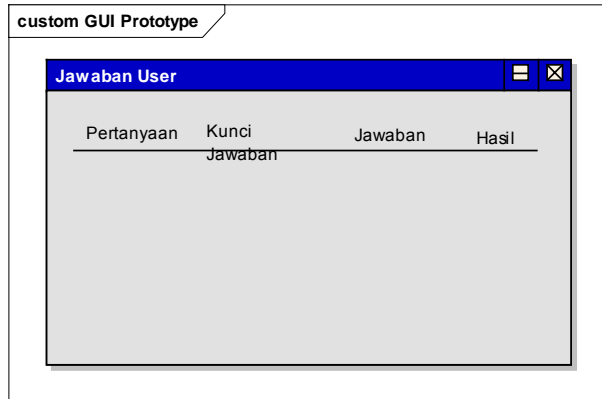 custom GUI Prototype
Jawaban User
Pertanyaan Kunci Jawaban Hasil
Jawaban